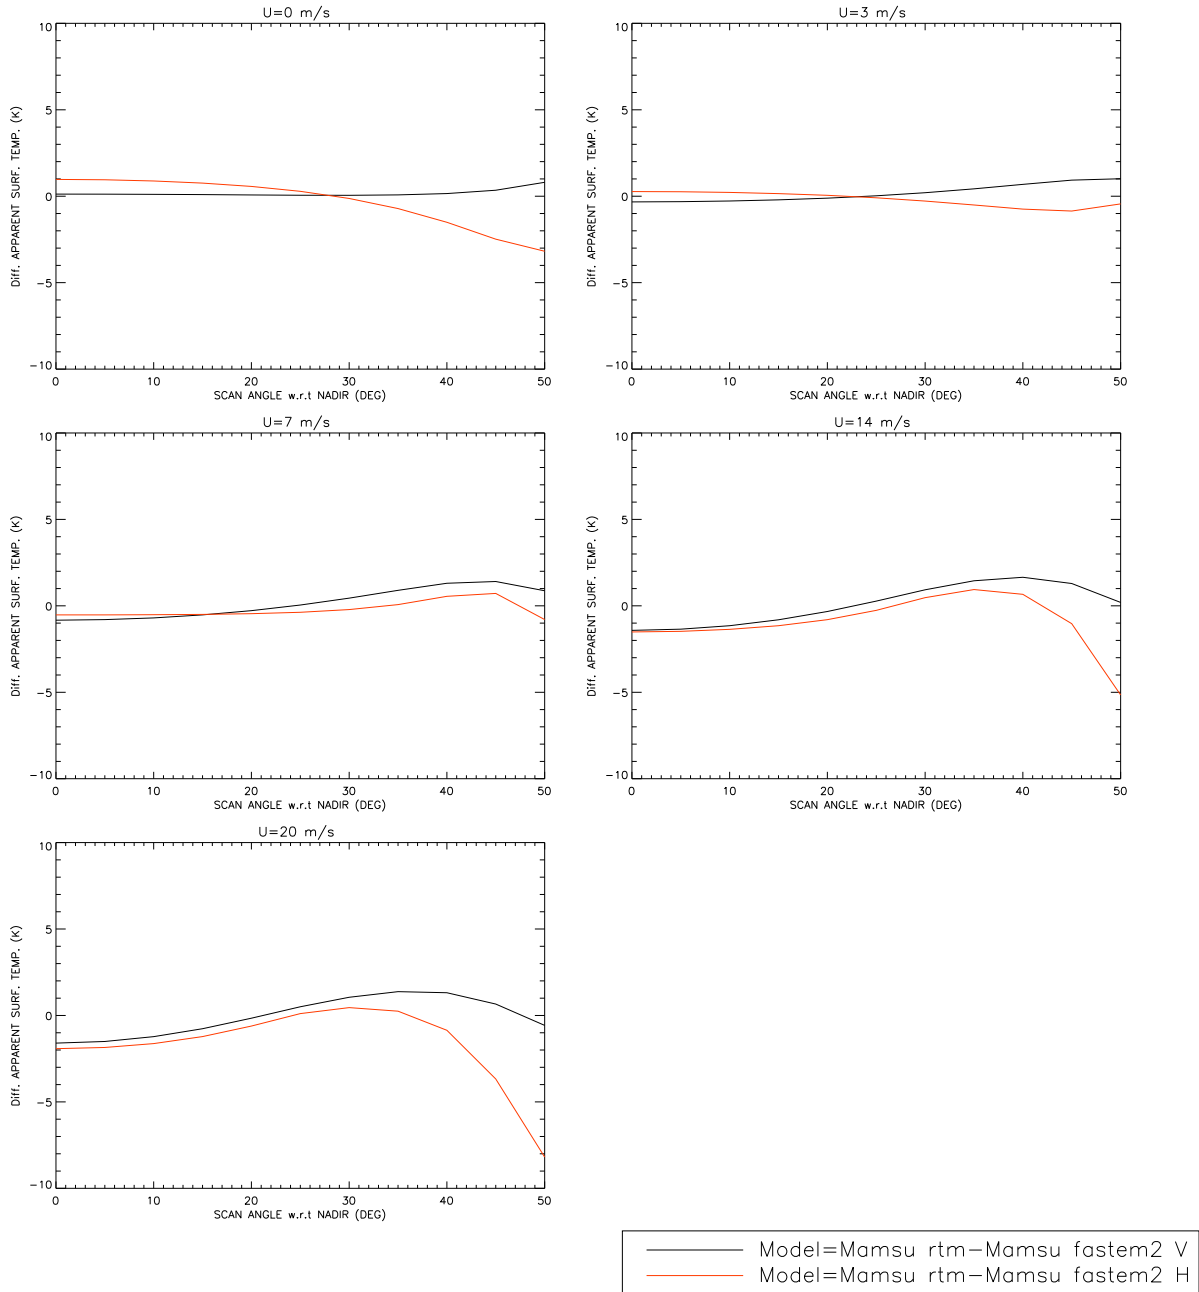 U=0 m/s
10
5
0
−5
−10
Diff. APPARENT SURF. TEMP. (K)
0 10 20 30 40 50
SCAN ANGLE w.r.t NADIR (DEG)
U=3 m/s
10
5
0
−5
−10
Diff. APPARENT SURF. TEMP. (K)
0 10 20 30 40 50
SCAN ANGLE w.r.t NADIR (DEG)
U=7 m/s
10
5
0
−5
−10
Diff. APPARENT SURF. TEMP. (K)
0 10 20 30 40 50
SCAN ANGLE w.r.t NADIR (DEG)
U=14 m/s
10
5
0
−5
−10
Diff. APPARENT SURF. TEMP. (K)
0 10 20 30 40 50
SCAN ANGLE w.r.t NADIR (DEG)
U=20 m/s
10
5
0
−5
−10
Diff. APPARENT SURF. TEMP. (K)
0 10 20 30 40 50
SCAN ANGLE w.r.t NADIR (DEG)
Model=Mamsu rtm−Mamsu fastem2 V
Model=Mamsu rtm−Mamsu fastem2 H